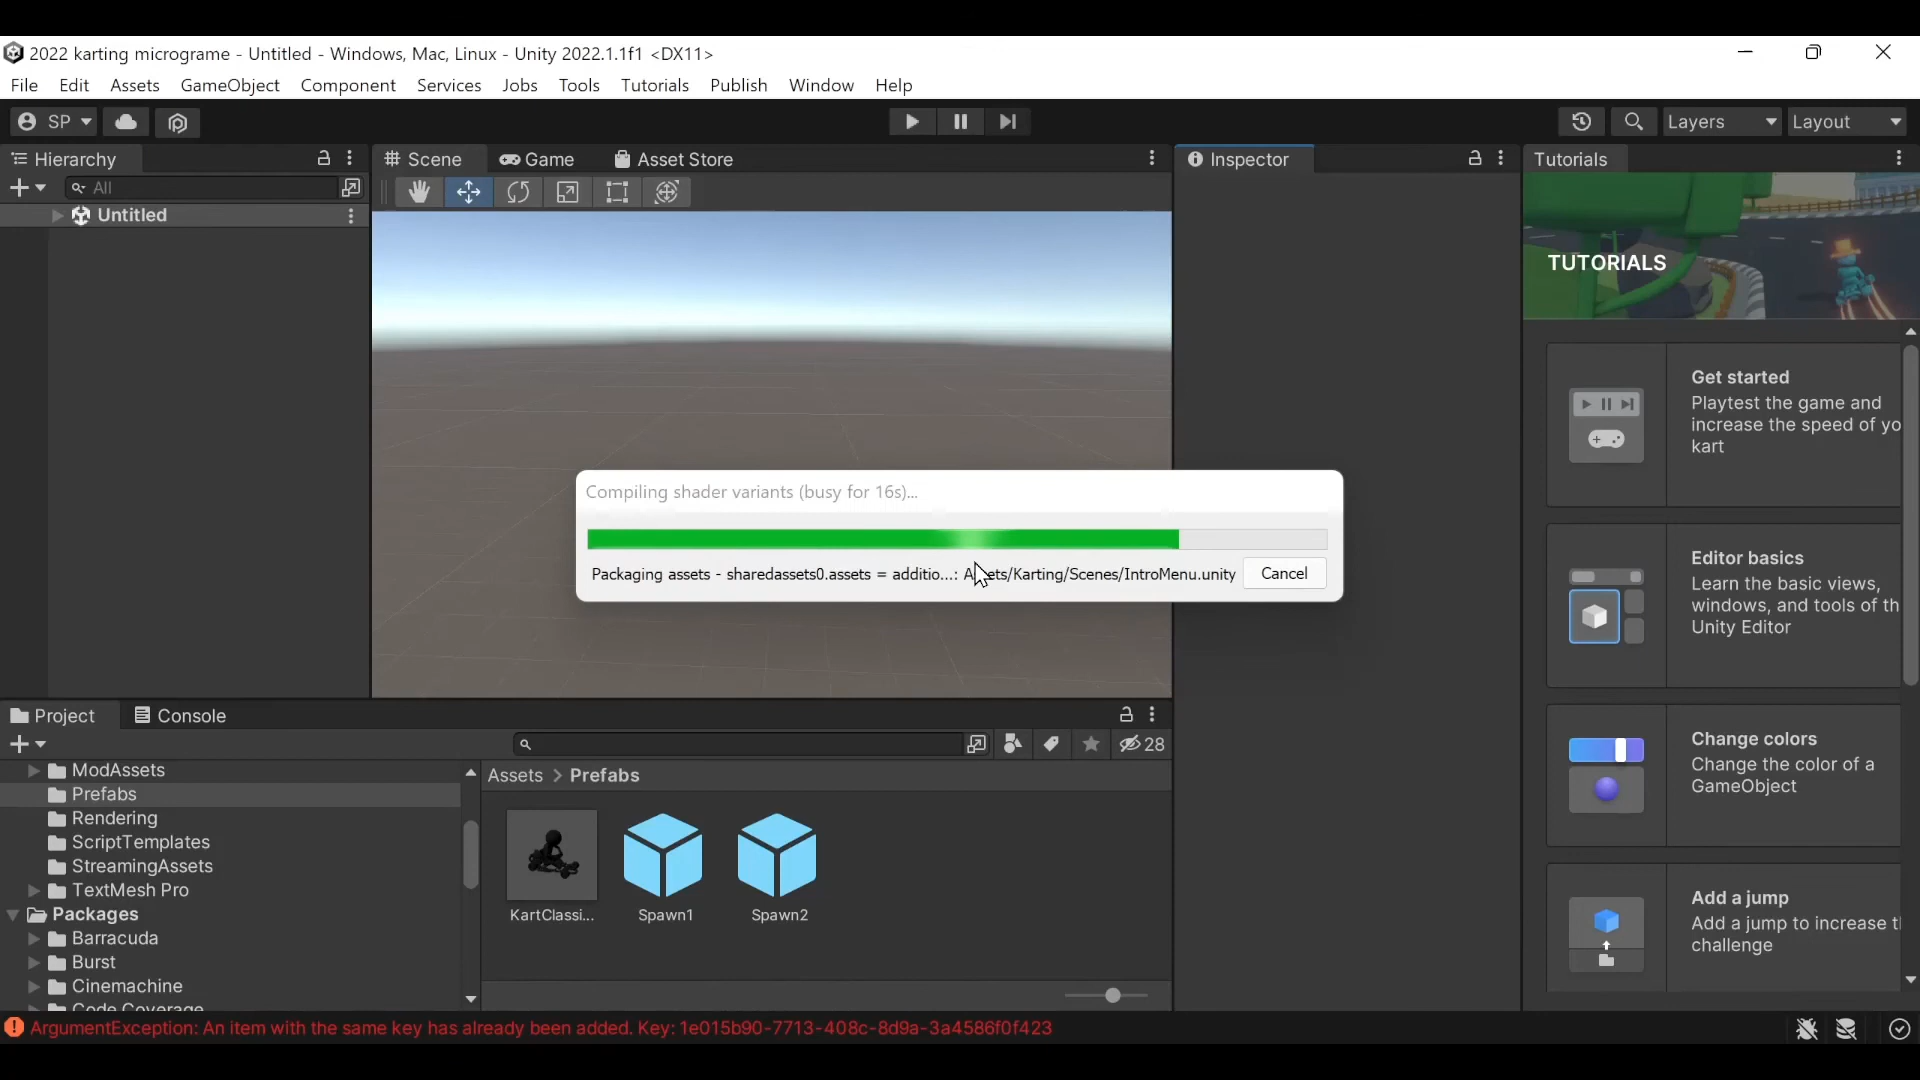 2022 karting micrograme - Untitled - Windows, Mac, Linux - Unity 2022.1.1f1 <DX11>
File Edit Assets GameObject Component Services Jobs Tools Tutorials Publish Window Help
SP
Layers
Layout
Hierarchy
Scene
Game
Asset Store
Inspector
Tutorials
All
Untitled
TUTORIALS
Get started
Playtest the game and
increase the speed of yo
kart
Compiling shader variants (busy for 16s)...
Packaging assets - sharedassets0.assets = additio...: A ets/Karting/Scenes/IntroMenu.unity
Cancel
Editor basics
Learn the basic views,
windows, and tools of th
Unity Editor
Change colors
Change the color of a
GameObject
Add a jump
Add a jump to increase t
challenge
Project
Console
28
ModAssets
Prefabs
Rendering
ScriptTemplates
StreamingAssets
TextMesh Pro
Packages
Barracuda
Burst
Cinemachine
Code Coverage
Assets > Prefabs
KartClassi...
Spawn1
Spawn2
ArgumentException: An item with the same key has already been added. Key: 1e015b90-7713-408c-8d9a-3a4586f0f423